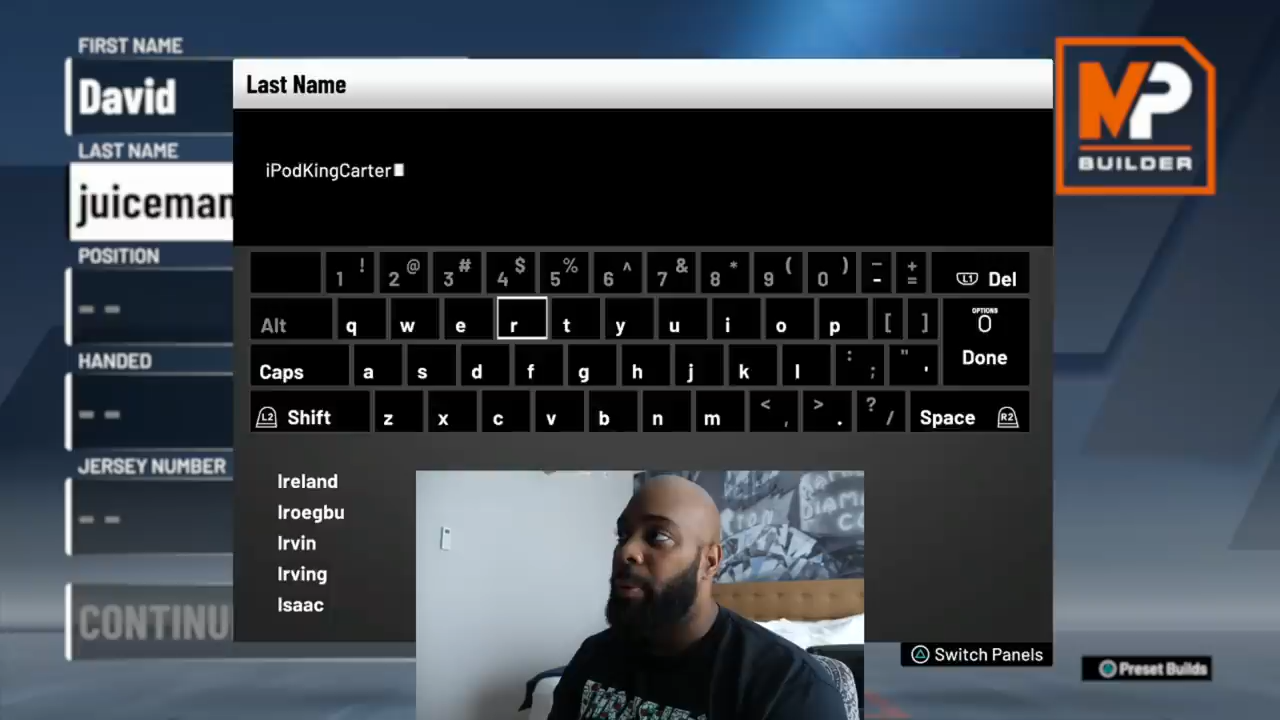 FIRST NAME
David
LAST NAME
juiceman
POSITION
-- --
HANDED
-- --
JERSEY NUMBER
-- --
CONTINU
Last Name
iPodKingCarter
1 ! 2 @ 3 # 4 $ 5 % 6 ^ 7 & 8 * 9 ( 0 ) - _ = + L1 Del
Alt q w e r t y u i o p [ ] OPTIONS
Caps a s d f g h j k l ; : ' " Done
L2 Shift z x c v b n m , < . > / ? Space R2
Ireland
Iroegbu
Irvin
Irving
Isaac
Switch Panels
MP
BUILDER
Preset Builds